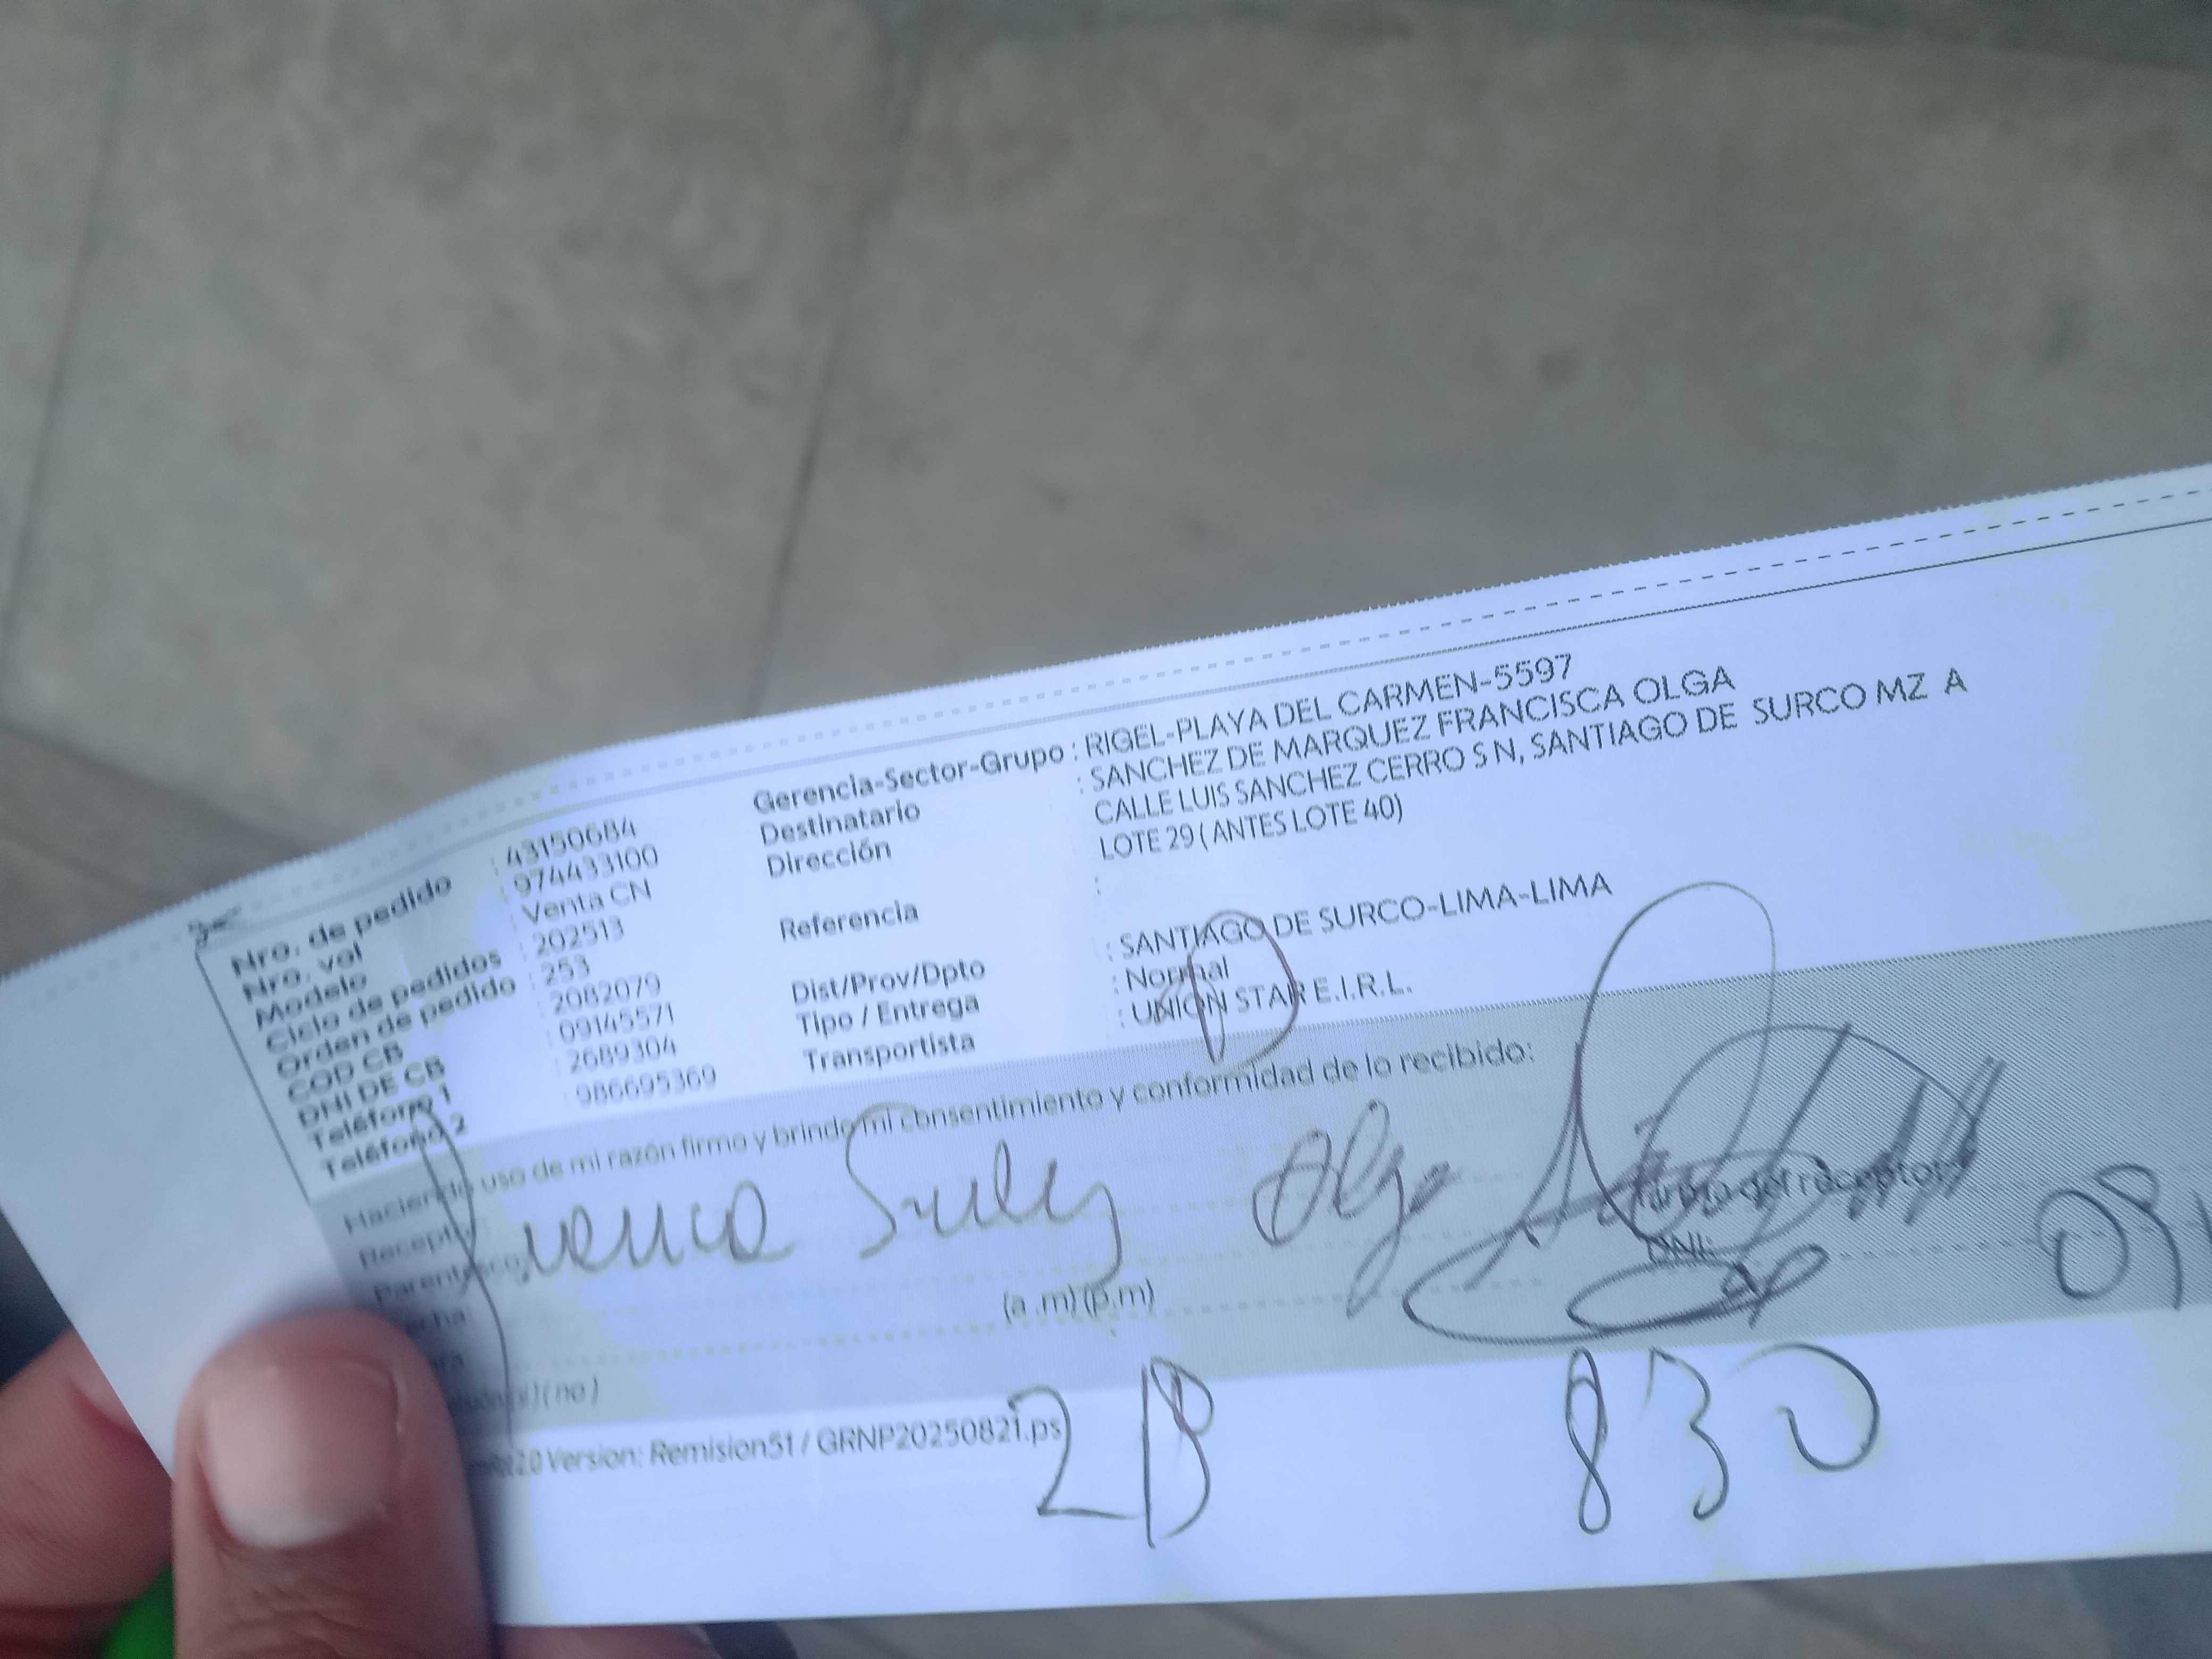 Nro. de pedido : 43150684
Nro. vol : 974433100
Modelo : Venta CN
Ciclo de pedidos : 202513
Orden de pedido : 253
COD CB : 2082079
DNI DE CB : 09145571
Teléfono 1 : 2689304
Teléfono 2 : 986695369
Gerencia-Sector-Grupo : RIGEL-PLAYA DEL CARMEN-5597
Destinatario : SANCHEZ DE MARQUEZ FRANCISCA OLGA
Dirección : CALLE LUIS SANCHEZ CERRO S N, SANTIAGO DE SURCO MZ A
LOTE 29 ( ANTES LOTE 40)
Referencia :
Dist/Prov/Dpto : SANTIAGO DE SURCO-LIMA-LIMA
Tipo / Entrega : Normal
Transportista : UNION STAR E.I.R.L.
Haciendo uso de mi razón firmo y brindo mi consentimiento y conformidad de lo recibido:
Olga
Firma del receptor
DNI:
09
(a .m) (p.m)
( no )
Version: Remision51 / GRNP20250821.ps
830